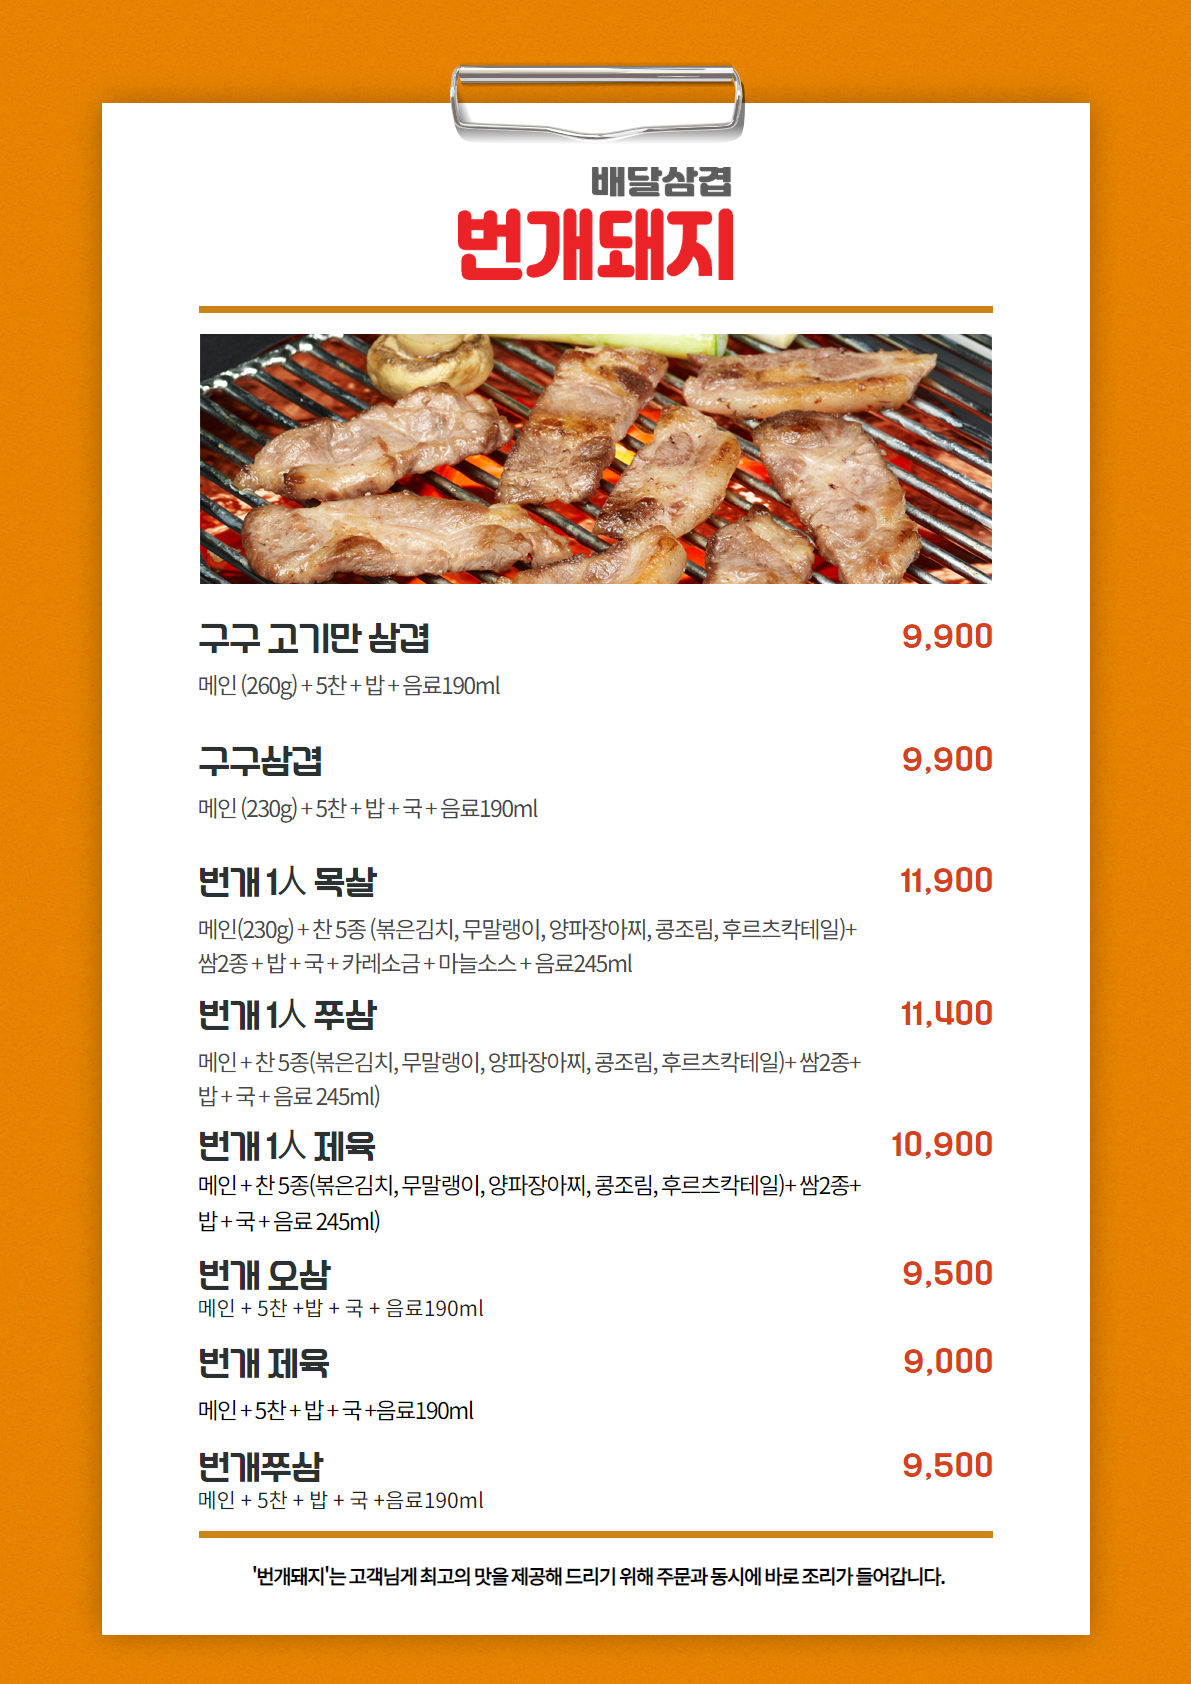 배달삼겹
번개돼지
구구 고기만 삼겹 9,900
메인 (260g) + 5찬 + 밥 + 음료190ml
구구삼겹 9,900
메인 (230g) + 5찬 + 밥 + 국 + 음료190ml
번개 1人 목살 11,900
메인(230g) + 찬 5종 (볶은김치, 무말랭이, 양파장아찌, 콩조림, 후르츠칵테일)+
쌈2종 + 밥 + 국 + 카레소금 + 마늘소스 + 음료245ml
번개 1人 쭈삼 11,400
메인 + 찬 5종(볶은김치, 무말랭이, 양파장아찌, 콩조림, 후르츠칵테일)+ 쌈2종+
밥 + 국 + 음료 245ml)
번개 1人 제육 10,900
메인 + 찬 5종(볶은김치, 무말랭이, 양파장아찌, 콩조림, 후르츠칵테일)+ 쌈2종+
밥 + 국 + 음료 245ml)
번개 오삼 9,500
메인 + 5찬 +밥 + 국 + 음료190ml
번개 제육 9,000
메인 + 5찬 + 밥 + 국 +음료190ml
번개쭈삼 9,500
메인 + 5찬 + 밥 + 국 +음료190ml
'번개돼지'는 고객님게 최고의 맛을 제공해 드리기 위해 주문과 동시에 바로 조리가 들어갑니다.